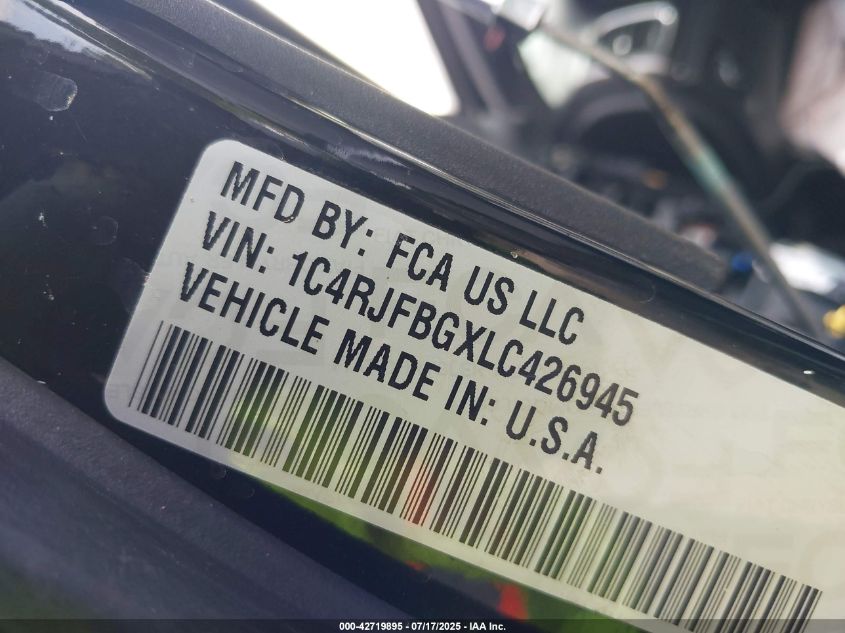 MFD BY: FCA US LLC
VIN: 1C4RJFBGXLC426945
VEHICLE MADE IN: U.S.A.
000-42719895 - 07/17/2025 - IAA Inc.